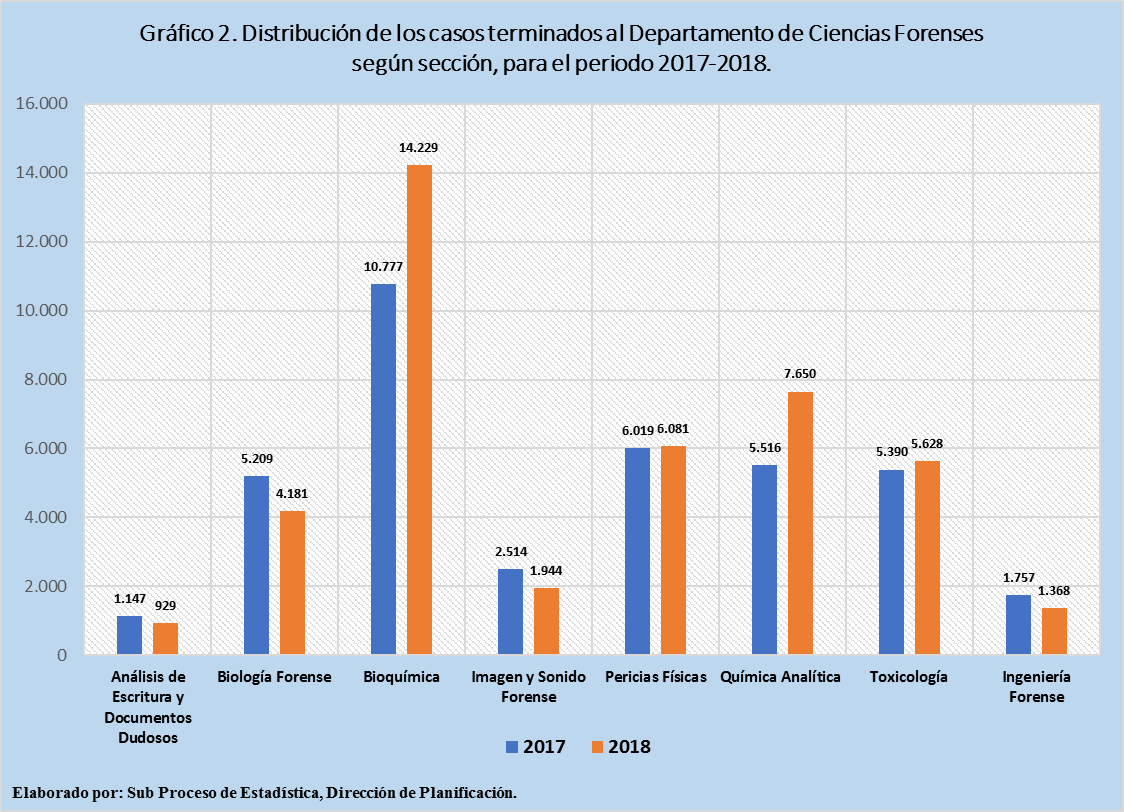 Gráfico 2. Distribución de los casos terminados al Departamento de Ciencias Forenses
según sección, para el periodo 2017-2018.
16.000
14.000
12.000
10.000
8.000
6.000
4.000
2.000
0
1.147
929
5.209
4.181
10.777
14.229
2.514
1.944
6.019
6.081
5.516
7.650
5.390
5.628
1.757
1.368
Análisis de
Escritura y
Documentos
Dudosos
Biología Forense
Bioquímica
Imagen y Sonido
Forense
Pericias Físicas
Química Analítica
Toxicología
Ingeniería
Forense
2017
2018
Elaborado por: Sub Proceso de Estadística, Dirección de Planificación.